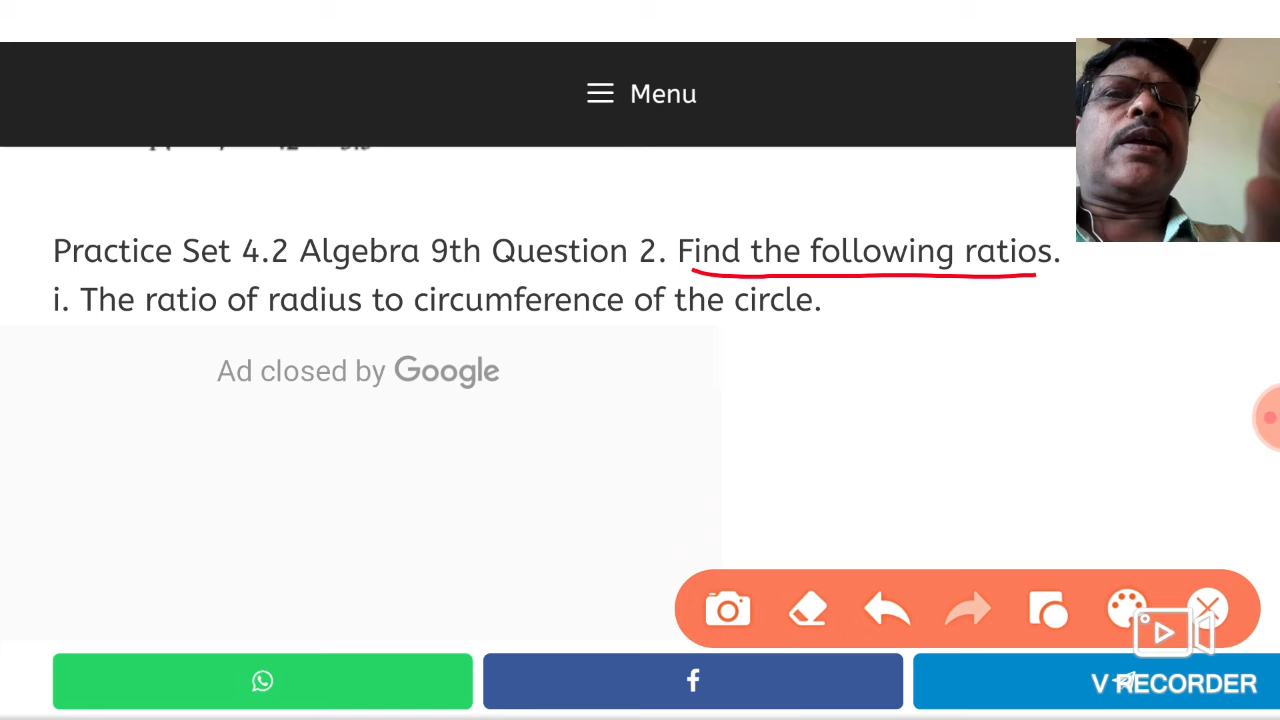 Menu
Practice Set 4.2 Algebra 9th Question 2. Find the following ratios.
i. The ratio of radius to circumference of the circle.
Ad closed by Google
V RECORDER